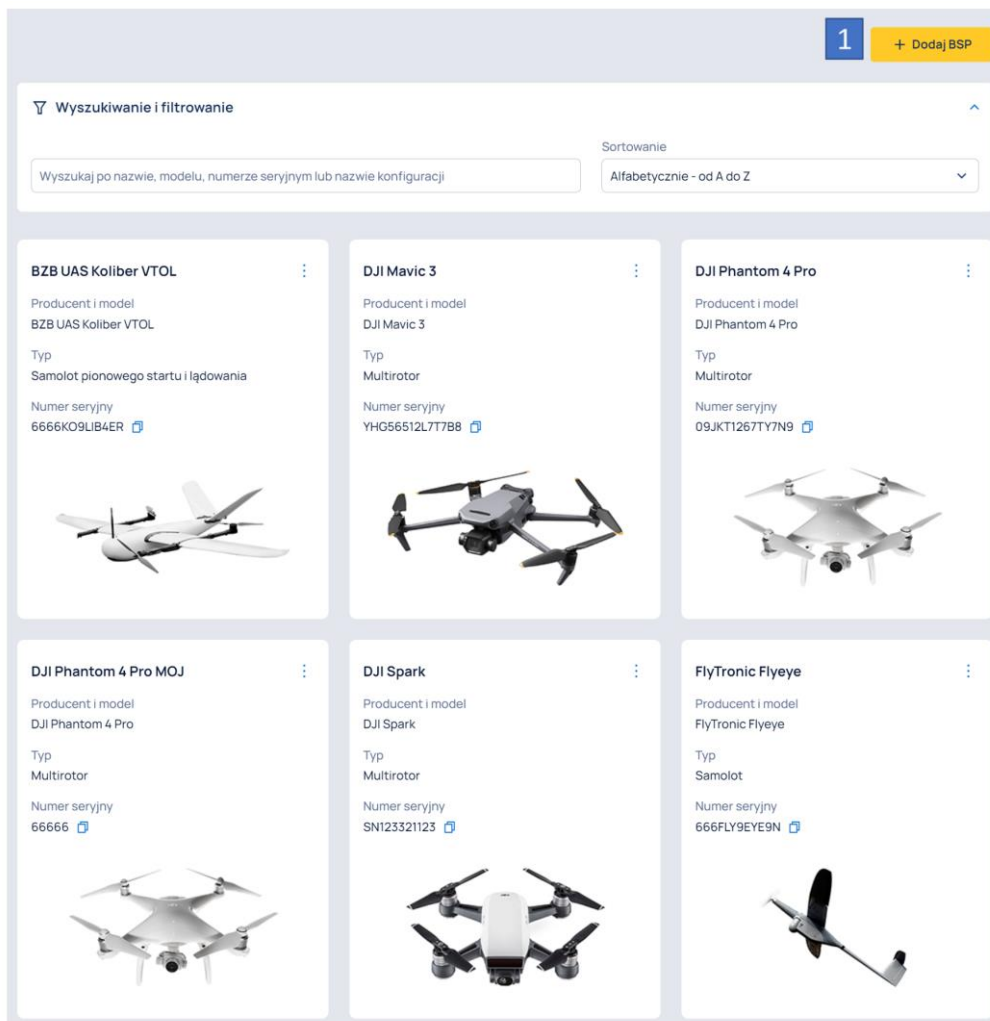 1
+ Dodaj BSP
Wyszukiwanie i filtrowanie
Sortowanie
Wyszukaj po nazwie, modelu, numerze seryjnym lub nazwie konfiguracji
Alfabetycznie - od A do Z
BZB UAS Koliber VTOL
Producent i model
BZB UAS Koliber VTOL
Typ
Samolot pionowego startu i lądowania
Numer seryjny
6666KO9LIB4ER
DJI Mavic 3
Producent i model
DJI Mavic 3
Typ
Multirotor
Numer seryjny
YHG56512L7T7B8
DJI Phantom 4 Pro
Producent i model
DJI Phantom 4 Pro
Typ
Multirotor
Numer seryjny
09JKT1267TY7N9
DJI Phantom 4 Pro MOJ
Producent i model
DJI Phantom 4 Pro
Typ
Multirotor
Numer seryjny
66666
DJI Spark
Producent i model
DJI Spark
Typ
Multirotor
Numer seryjny
SN123321123
FlyTronic Flyeye
Producent i model
FlyTronic Flyeye
Typ
Samolot
Numer seryjny
666FLY9EYE9N